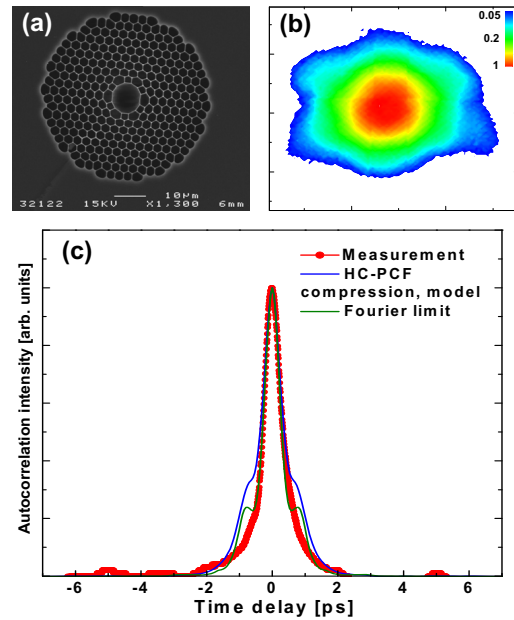 (a)
10μm
32122 15KV X1,300 6mm
(b)
0.05
0.2
1
(c)
Measurement
HC-PCF
compression, model
Fourier limit
Autocorrelation intensity [arb. units]
-6 -4 -2 0 2 4 6
Time delay [ps]